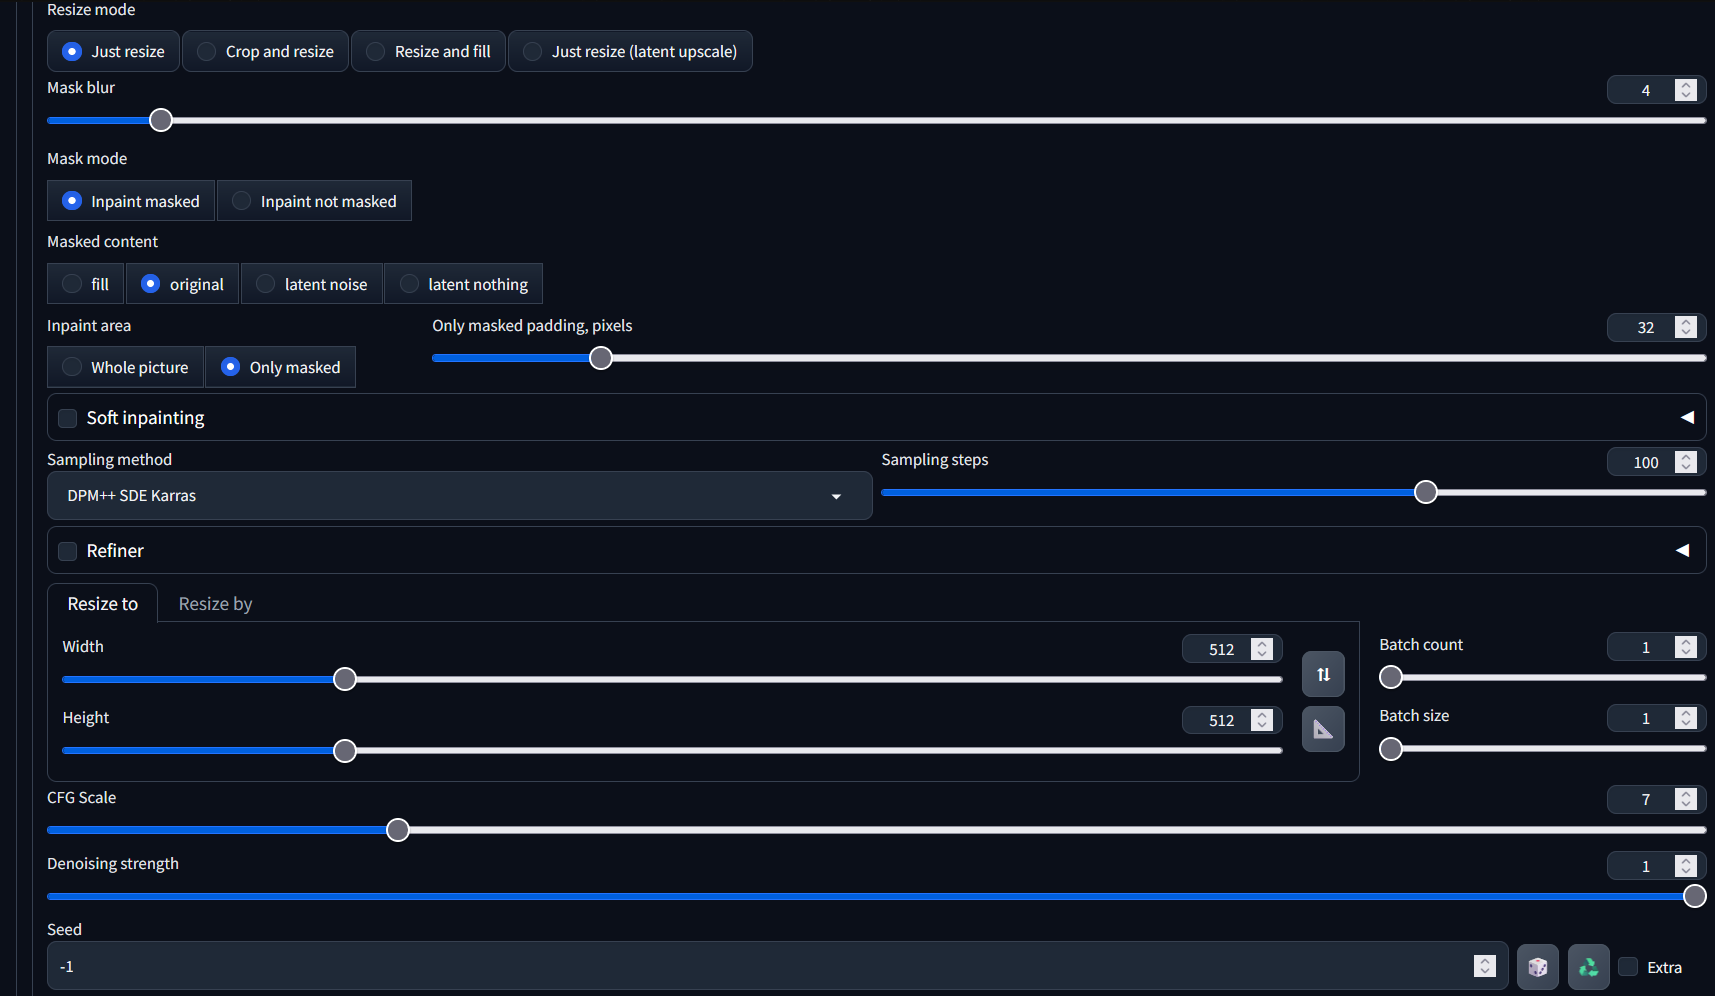 Resize mode
Just resize
Crop and resize
Resize and fill
Just resize (latent upscale)
Mask blur
4
Mask mode
Inpaint masked
Inpaint not masked
Masked content
fill
original
latent noise
latent nothing
Inpaint area
Only masked padding, pixels
32
Whole picture
Only masked
Soft inpainting
Sampling method
Sampling steps
100
DPM++ SDE Karras
Refiner
Resize to
Resize by
Width
512
Batch count
1
Height
512
Batch size
1
CFG Scale
7
Denoising strength
1
Seed
-1
Extra